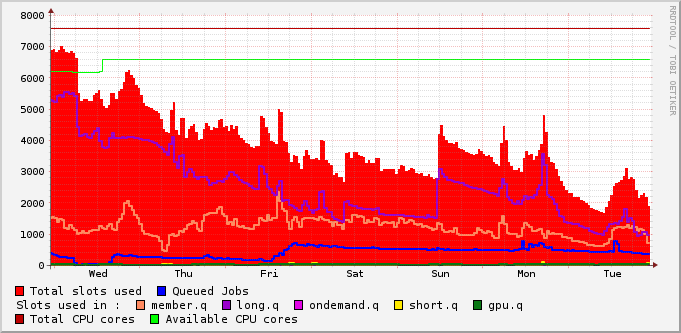 8000
7000
6000
5000
4000
3000
2000
1000
0
Wed Thu Fri Sat Sun Mon Tue
Total slots used Queued Jobs
Slots used in : member.q long.q ondemand.q short.q gpu.q
Total CPU cores Available CPU cores
RRDTOOL / TOBI OETIKER